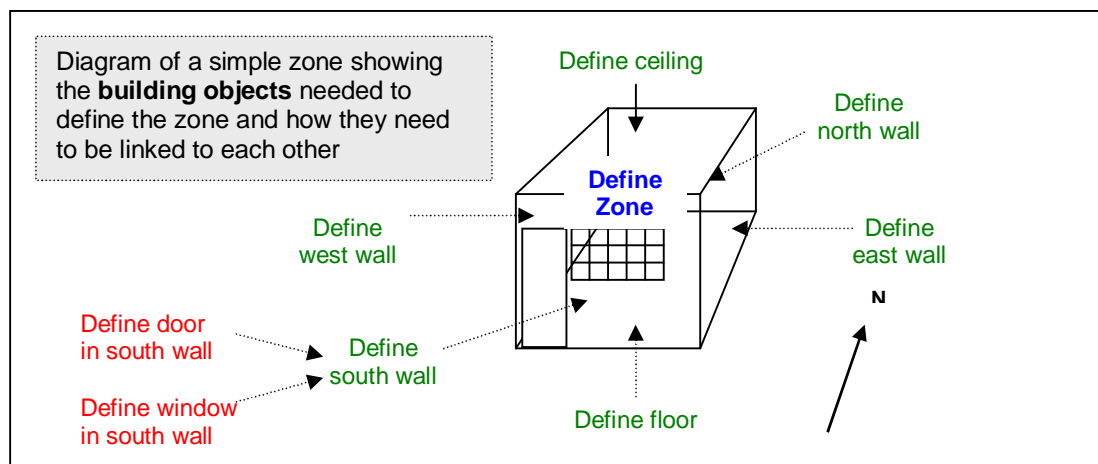 Diagram of a simple zone showing
the building objects needed to
define the zone and how they need
to be linked to each other
Define ceiling
Define
north wall
Define
Zone
Define
west wall
Define
east wall
N
Define door
in south wall
Define
south wall
Define window
in south wall
Define floor